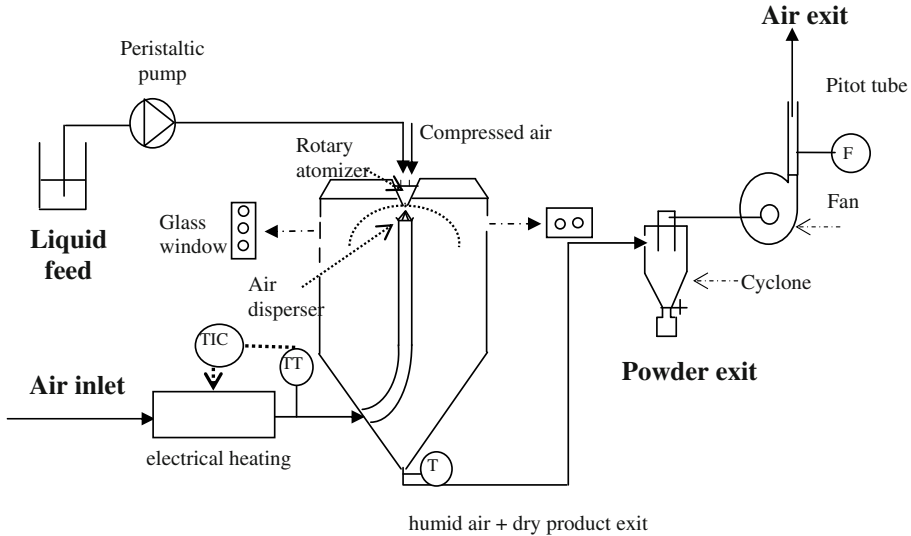 Air exit
Peristaltic
pump
Pitot tube
Compressed air
Rotary
atomizer
F
Glass
window
Fan
Liquid
feed
Air
disperser
Cyclone
TIC
TT
Air inlet
Powder exit
electrical heating
T
humid air + dry product exit